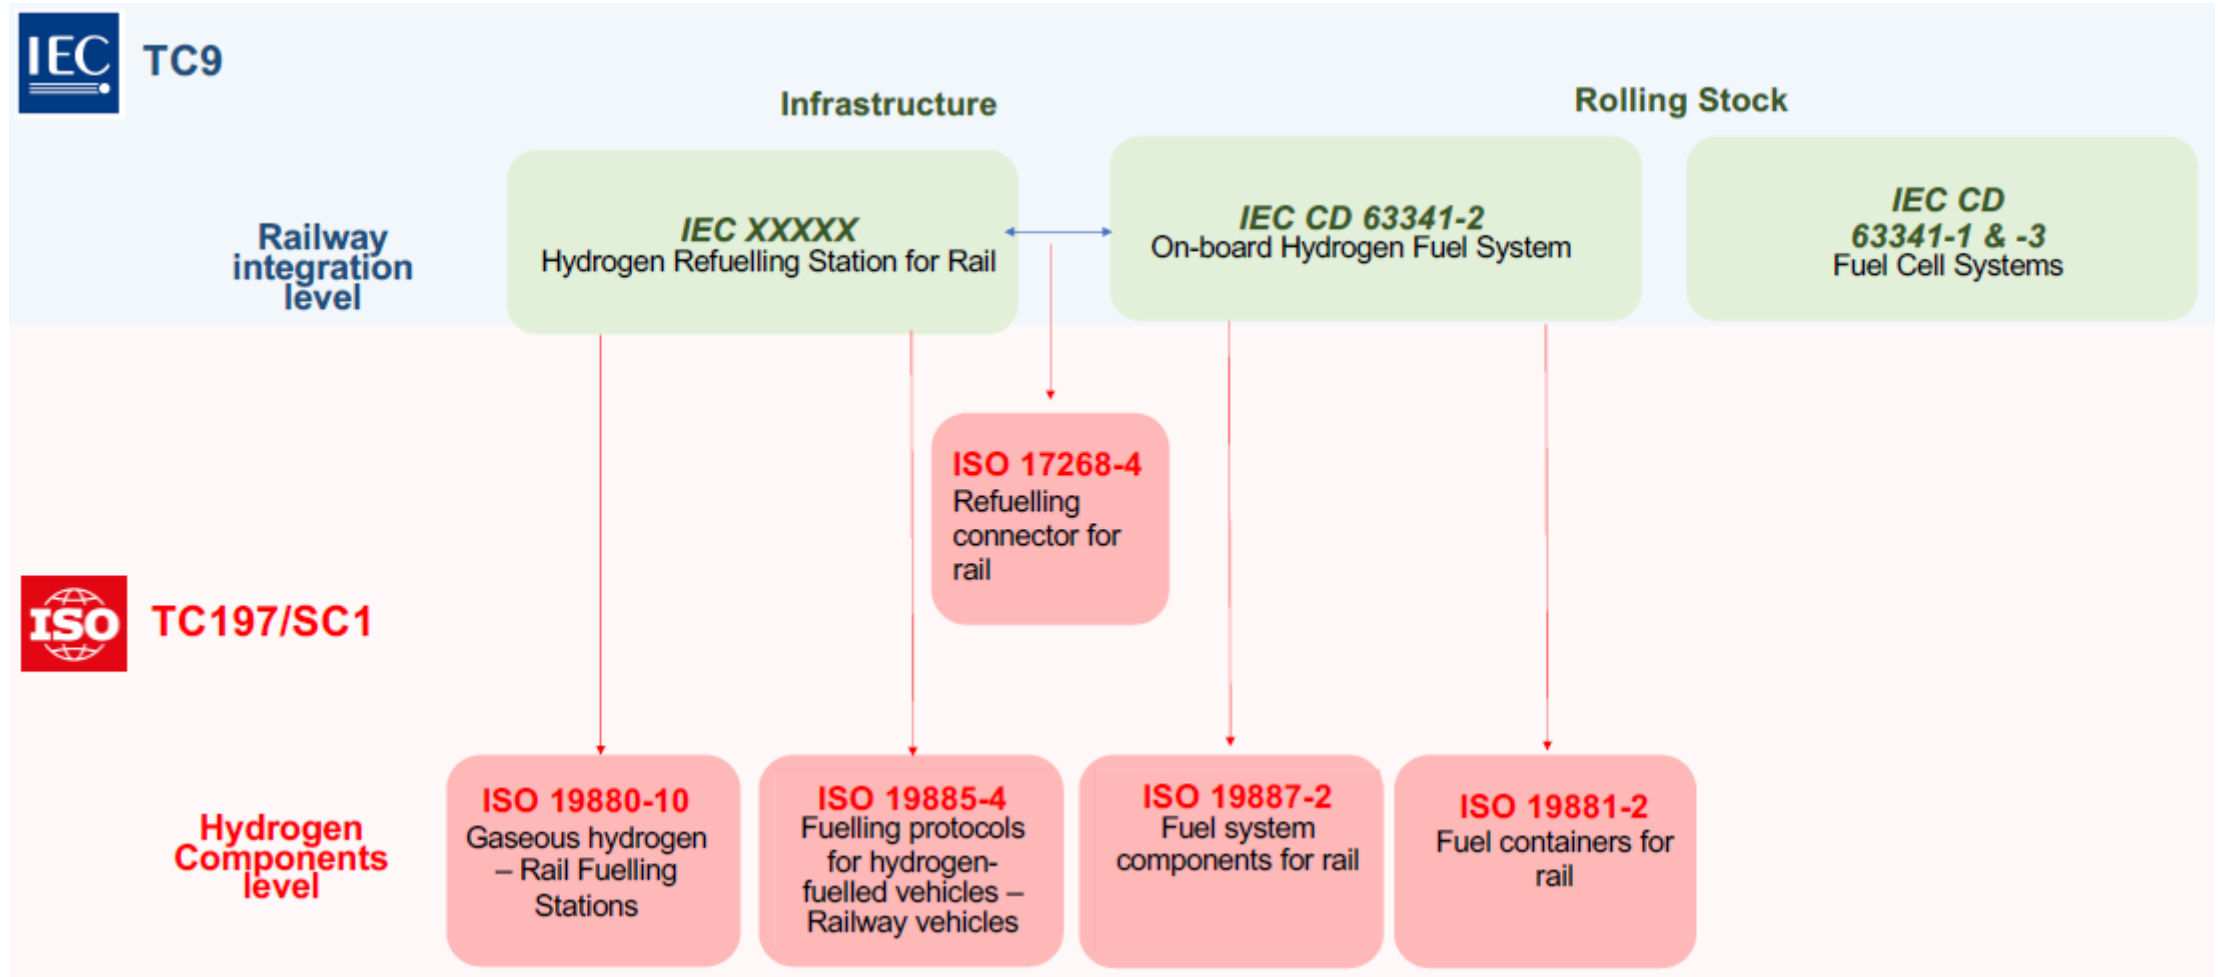 IEC
TC9
Infrastructure
Rolling Stock
Railway
integration
level
IEC XXXXX
Hydrogen Refuelling Station for Rail
IEC CD 63341-2
On-board Hydrogen Fuel System
IEC CD
63341-1 & -3
Fuel Cell Systems
ISO 17268-4
Refuelling
connector for
rail
ISO
TC197/SC1
Hydrogen
Components
level
ISO 19880-10
Gaseous hydrogen
– Rail Fuelling
Stations
ISO 19885-4
Fuelling protocols
for hydrogen-
fuelled vehicles –
Railway vehicles
ISO 19887-2
Fuel system
components for rail
ISO 19881-2
Fuel containers for
rail